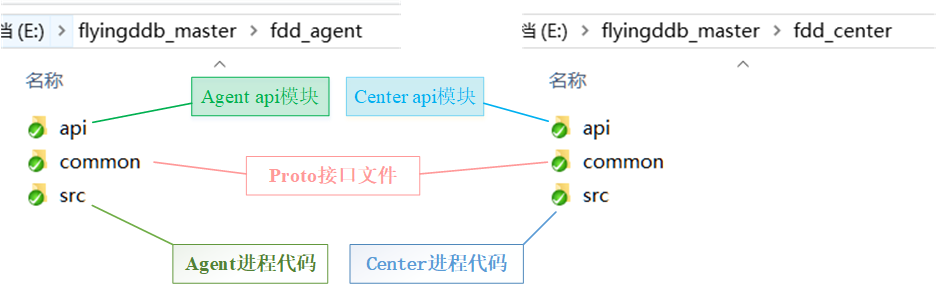 档 (E:) > flyingddb_master > fdd_agent
名称
Agent api模块
api
common
src
Agent进程代码
Proto接口文件
档 (E:) > flyingddb_master > fdd_center
名称
Center api模块
api
common
src
Center进程代码